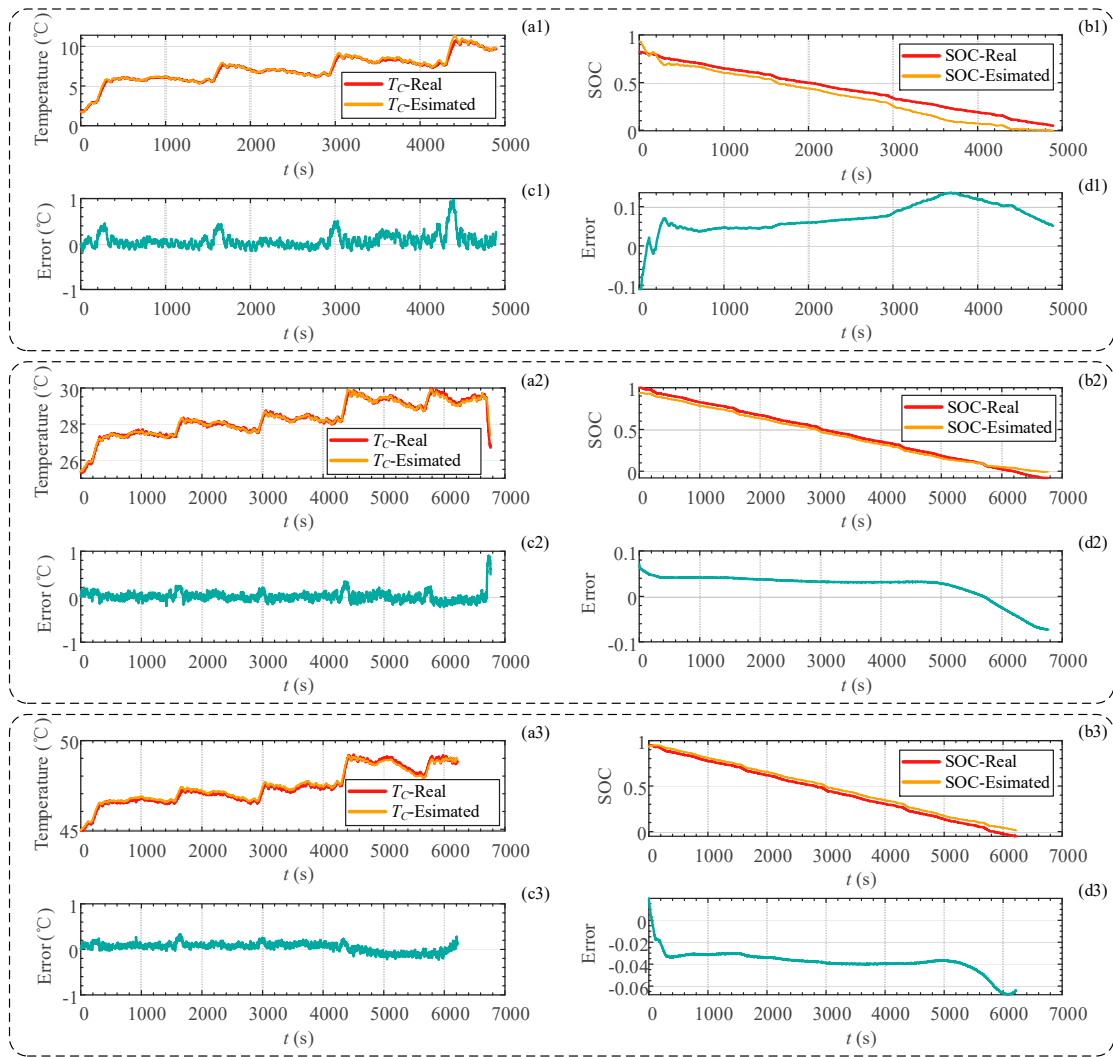 (a1)
Temperature (℃)
10
5
0
T_C-Real
T_C-Esimated
0 1000 2000 3000 4000 5000
t (s)
(b1)
SOC
1
0.5
0
SOC-Real
SOC-Esimated
0 1000 2000 3000 4000 5000
t (s)
(c1)
Error (℃)
1
0
-1
0 1000 2000 3000 4000 5000
t (s)
(d1)
Error
0.1
0
-0.1
0 1000 2000 3000 4000 5000
t (s)
(a2)
Temperature (℃)
30
28
26
T_C-Real
T_C-Esimated
0 1000 2000 3000 4000 5000 6000 7000
t (s)
(b2)
SOC
1
0.5
0
SOC-Real
SOC-Esimated
0 1000 2000 3000 4000 5000 6000 7000
t (s)
(c2)
Error (℃)
1
0
-1
0 1000 2000 3000 4000 5000 6000 7000
t (s)
(d2)
Error
0.1
0
-0.1
0 1000 2000 3000 4000 5000 6000 7000
t (s)
(a3)
Temperature (℃)
50
45
T_C-Real
T_C-Esimated
0 1000 2000 3000 4000 5000 6000 7000
t (s)
(b3)
SOC
1
0.5
0
SOC-Real
SOC-Esimated
0 1000 2000 3000 4000 5000 6000 7000
t (s)
(c3)
Error (℃)
1
0
-1
0 1000 2000 3000 4000 5000 6000 7000
t (s)
(d3)
Error
0
-0.02
-0.04
-0.06
0 1000 2000 3000 4000 5000 6000 7000
t (s)